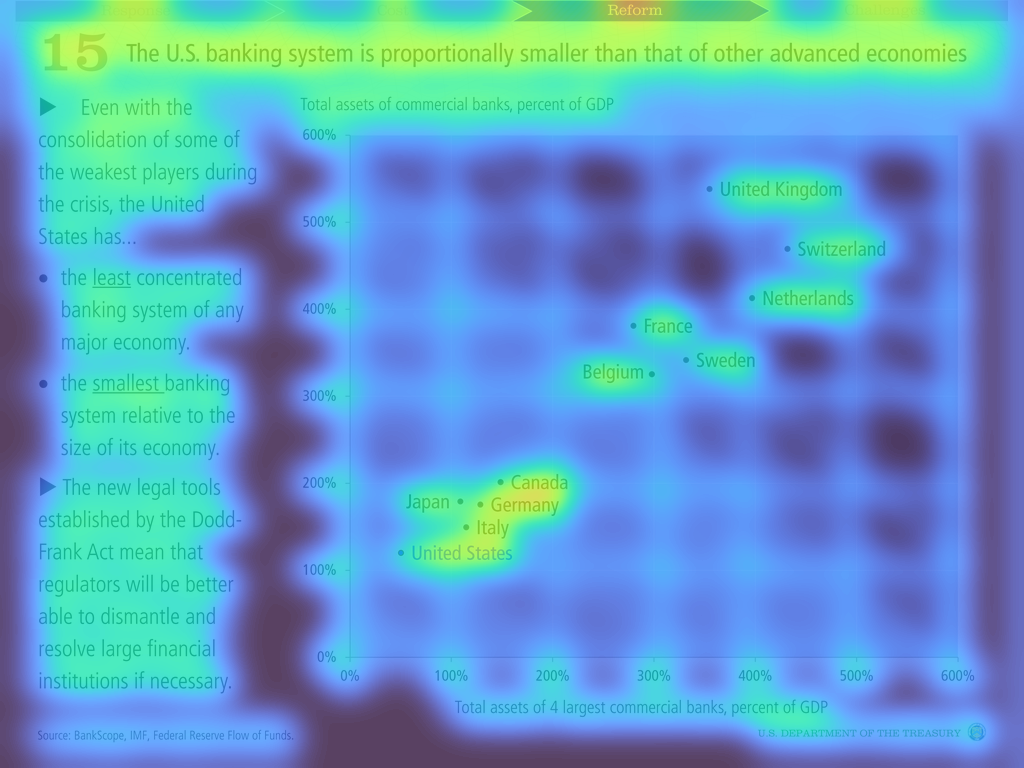 Reform
15 The U.S. banking system is proportionally smaller than that of other advanced economies
▶ Even with the
consolidation of some of
the weakest players during
the crisis, the United
States has...
• the least concentrated
banking system of any
major economy.
• the smallest banking
system relative to the
size of its economy.
▶ The new legal tools
established by the Dodd-
Frank Act mean that
regulators will be better
able to dismantle and
resolve large financial
institutions if necessary.
Total assets of commercial banks, percent of GDP
600%
500%
400%
300%
200%
100%
0%
United Kingdom
Switzerland
Netherlands
France
Sweden
Belgium
Canada
Japan
Germany
Italy
United States
0% 100% 200% 300% 400% 500% 600%
Total assets of 4 largest commercial banks, percent of GDP
Source: BankScope, IMF, Federal Reserve Flow of Funds.
U.S. DEPARTMENT OF THE TREASURY